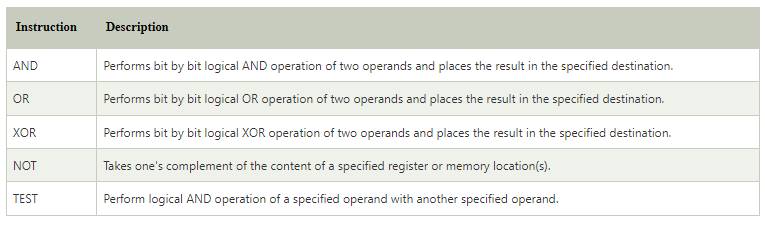 Instruction Description
AND Performs bit by bit logical AND operation of two operands and places the result in the specified destination.
OR Performs bit by bit logical OR operation of two operands and places the result in the specified destination.
XOR Performs bit by bit logical XOR operation of two operands and places the result in the specified destination.
NOT Takes one's complement of the content of a specified register or memory location(s).
TEST Perform logical AND operation of a specified operand with another specified operand.